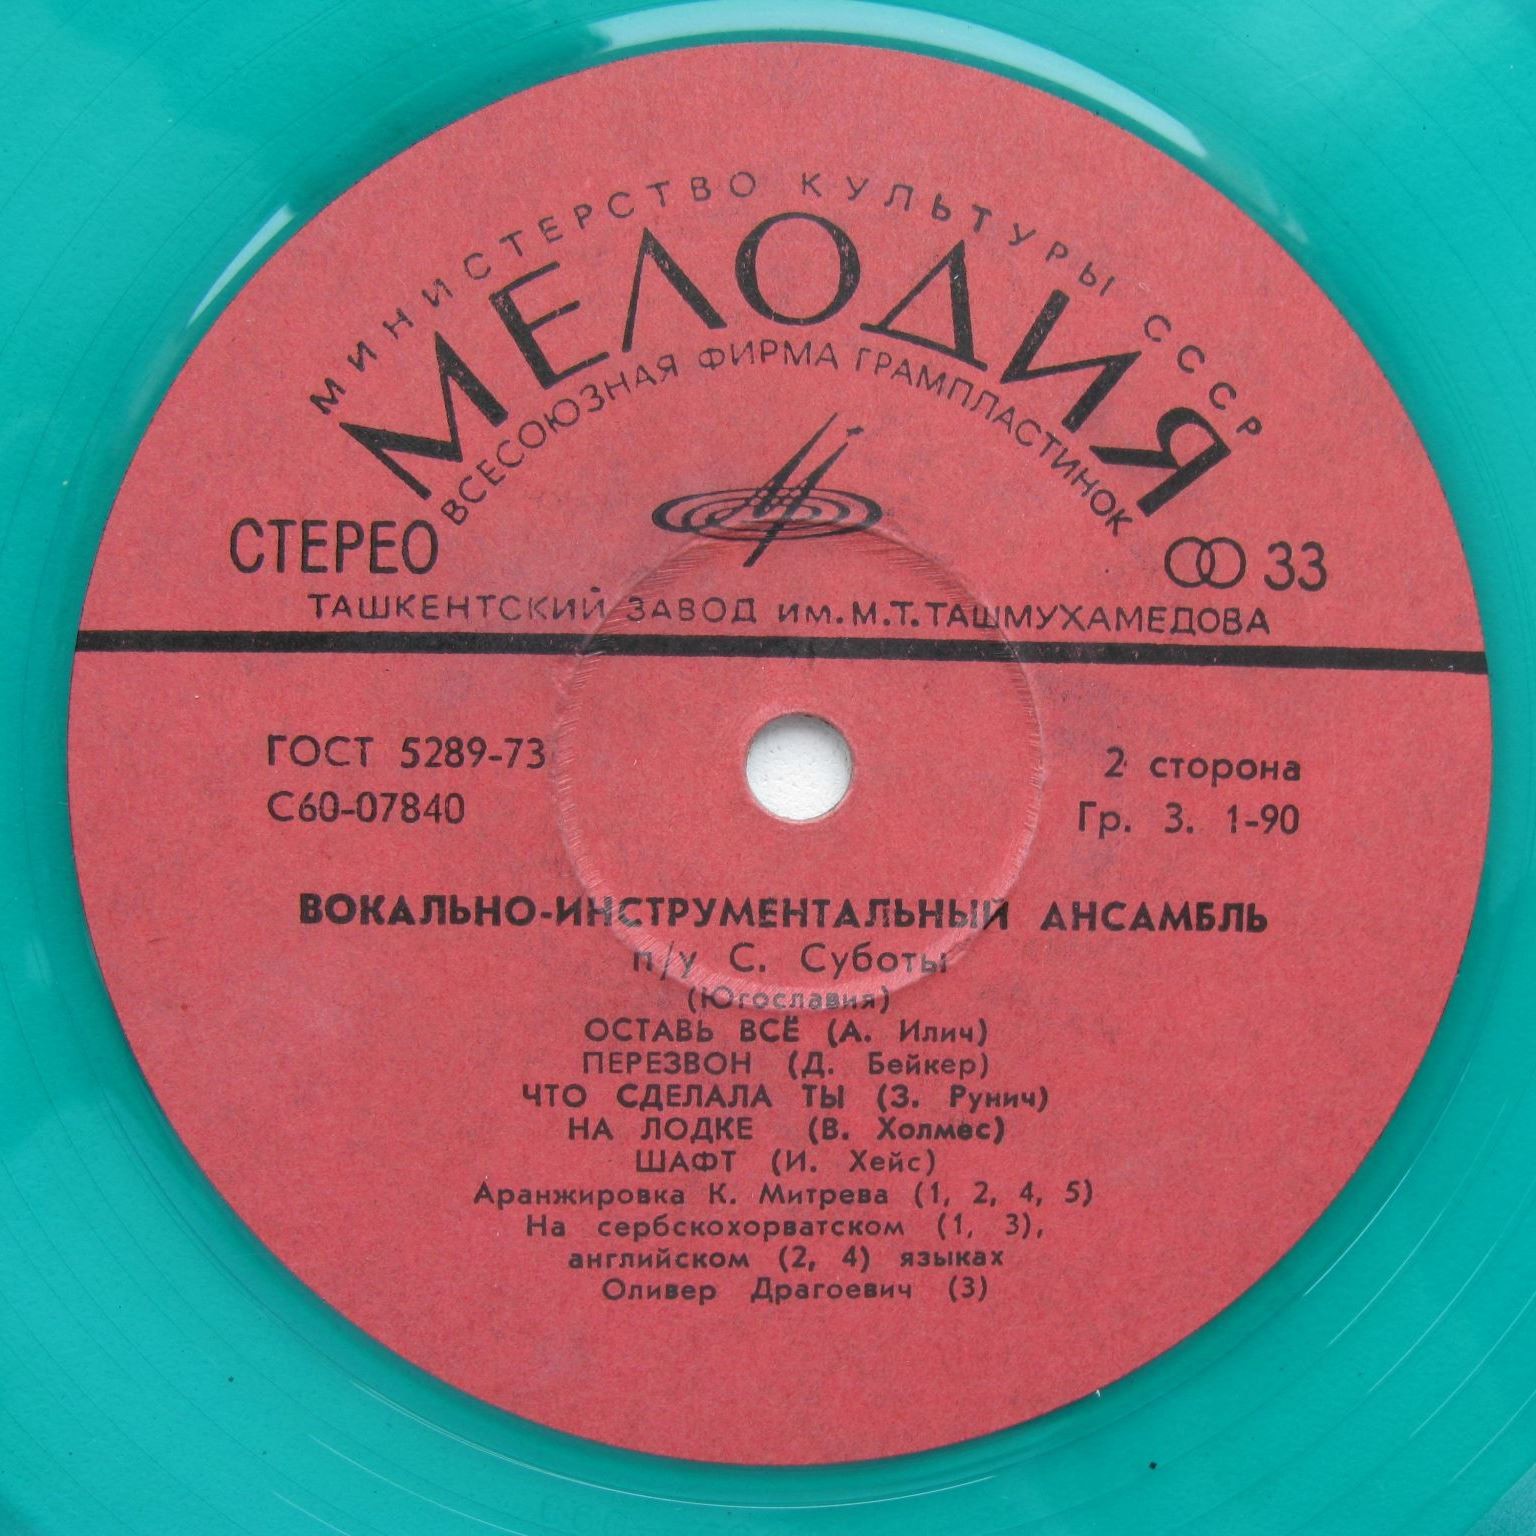 МИНИСТЕРСТВО КУЛЬТУРЫ СССР
МЕЛОДИЯ
ВСЕСОЮЗНАЯ ФИРМА ГРАМПЛАСТИНОК
СТЕРЕО 33
ТАШКЕНТСКИЙ ЗАВОД им. М.Т.ТАШМУХАМЕДОВА
ГОСТ 5289-73 2 сторона
С60-07840 Гр. 3. 1-90
ВОКАЛЬНО-ИНСТРУМЕНТАЛЬНЫЙ АНСАМБЛЬ
п/у С. Суботы
(Югославия)
ОСТАВЬ ВСЁ (А. Илич)
ПЕРЕЗВОН (Д. Бейкер)
ЧТО СДЕЛАЛА ТЫ (З. Рунич)
НА ЛОДКЕ (В. Холмес)
ШАФТ (И. Хейс)
Аранжировка К. Митрева (1, 2, 4, 5)
На сербскохорватском (1, 3),
английском (2, 4) языках
Оливер Драгоевич (3)